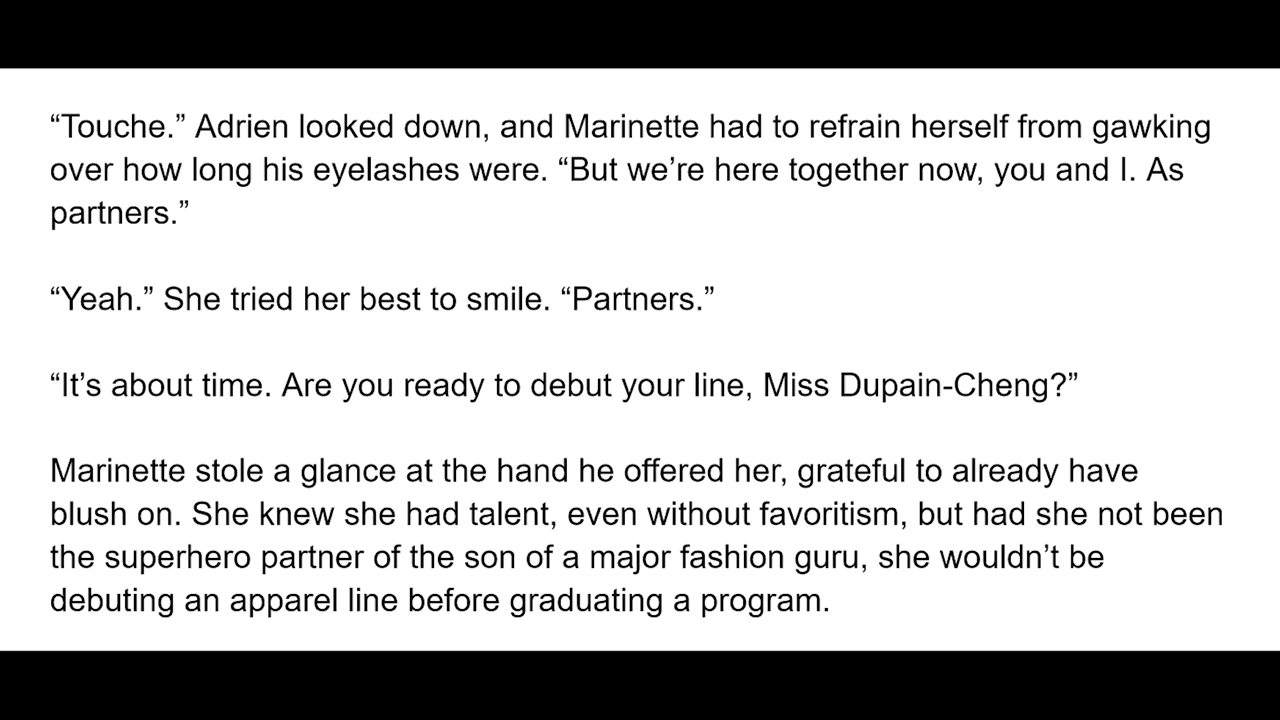 “Touche.” Adrien looked down, and Marinette had to refrain herself from gawking
over how long his eyelashes were. “But we’re here together now, you and I. As
partners.”
“Yeah.” She tried her best to smile. “Partners.”
“It’s about time. Are you ready to debut your line, Miss Dupain-Cheng?”
Marinette stole a glance at the hand he offered her, grateful to already have
blush on. She knew she had talent, even without favoritism, but had she not been
the superhero partner of the son of a major fashion guru, she wouldn’t be
debuting an apparel line before graduating a program.